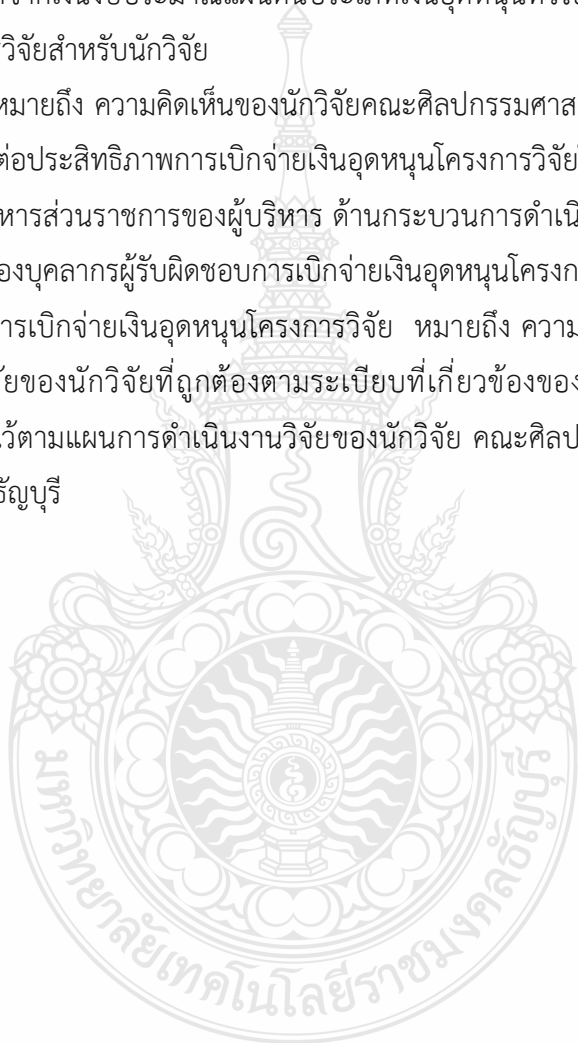 วิจัยสำหรับนักวิจัย
หมายถึง ความคิดเห็นของนักวิจัยคณะศิลปกรรมศาส
ต่อประสิทธิภาพการเบิกจ่ายเงินอุดหนุนโครงการวิจัย
หารส่วนราชการของผู้บริหาร ด้านกระบวนการดำเนิ
องบุคลากรผู้รับผิดชอบการเบิกจ่ายเงินอุดหนุนโครงก
ารเบิกจ่ายเงินอุดหนุนโครงการวิจัย หมายถึง ความ
ัยของนักวิจัยที่ถูกต้องตามระเบียบที่เกี่ยวข้องของ
ว้ตามแผนการดำเนินงานวิจัยของนักวิจัย คณะศิลป
ธัญบุรี
มหาวิทยาลัยเทคโนโลยีราชมงคลธัญบุรี